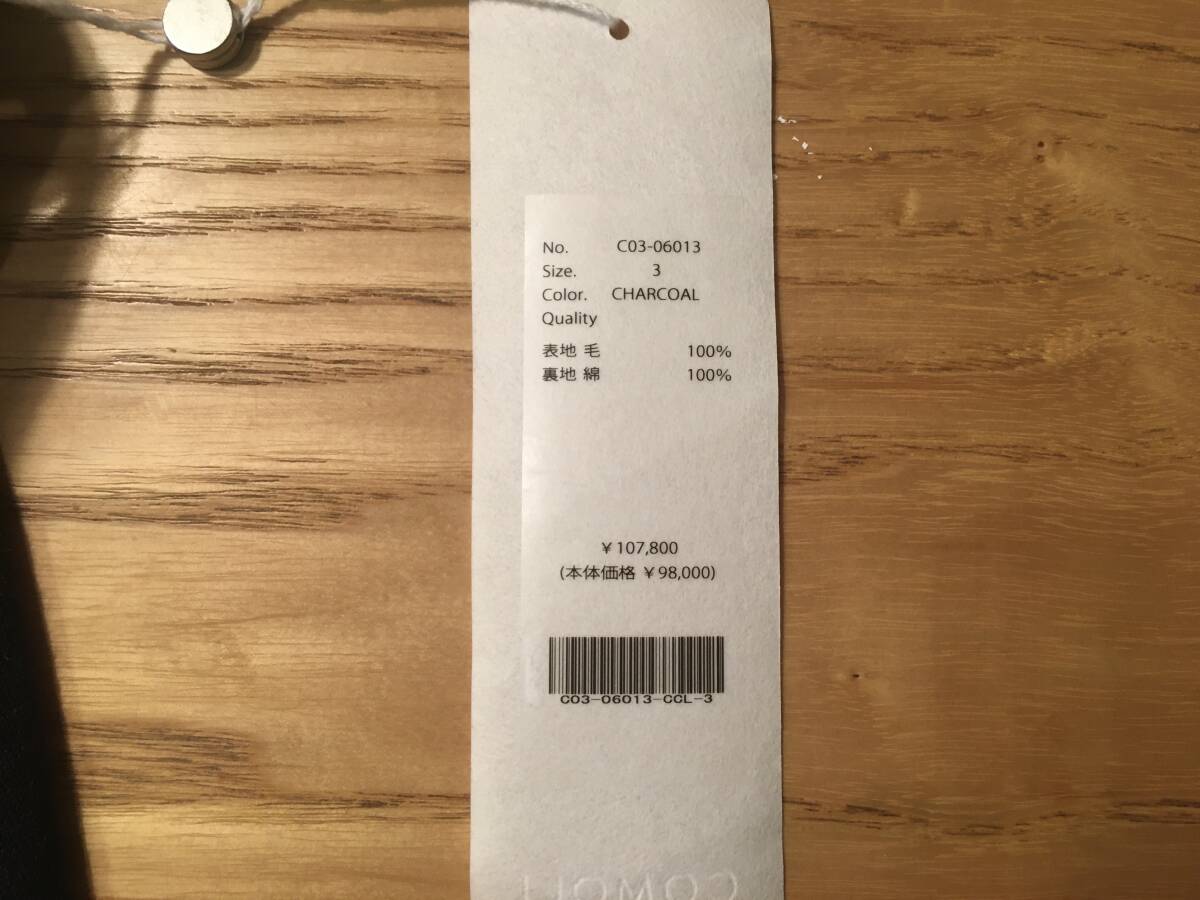 No. C03-06013
Size. 3
Color. CHARCOAL
Quality
表地 毛 100%
裏地 綿 100%
¥107,800
(本体価格 ¥98,000)
C03-06013-CCL-3
COMOLI